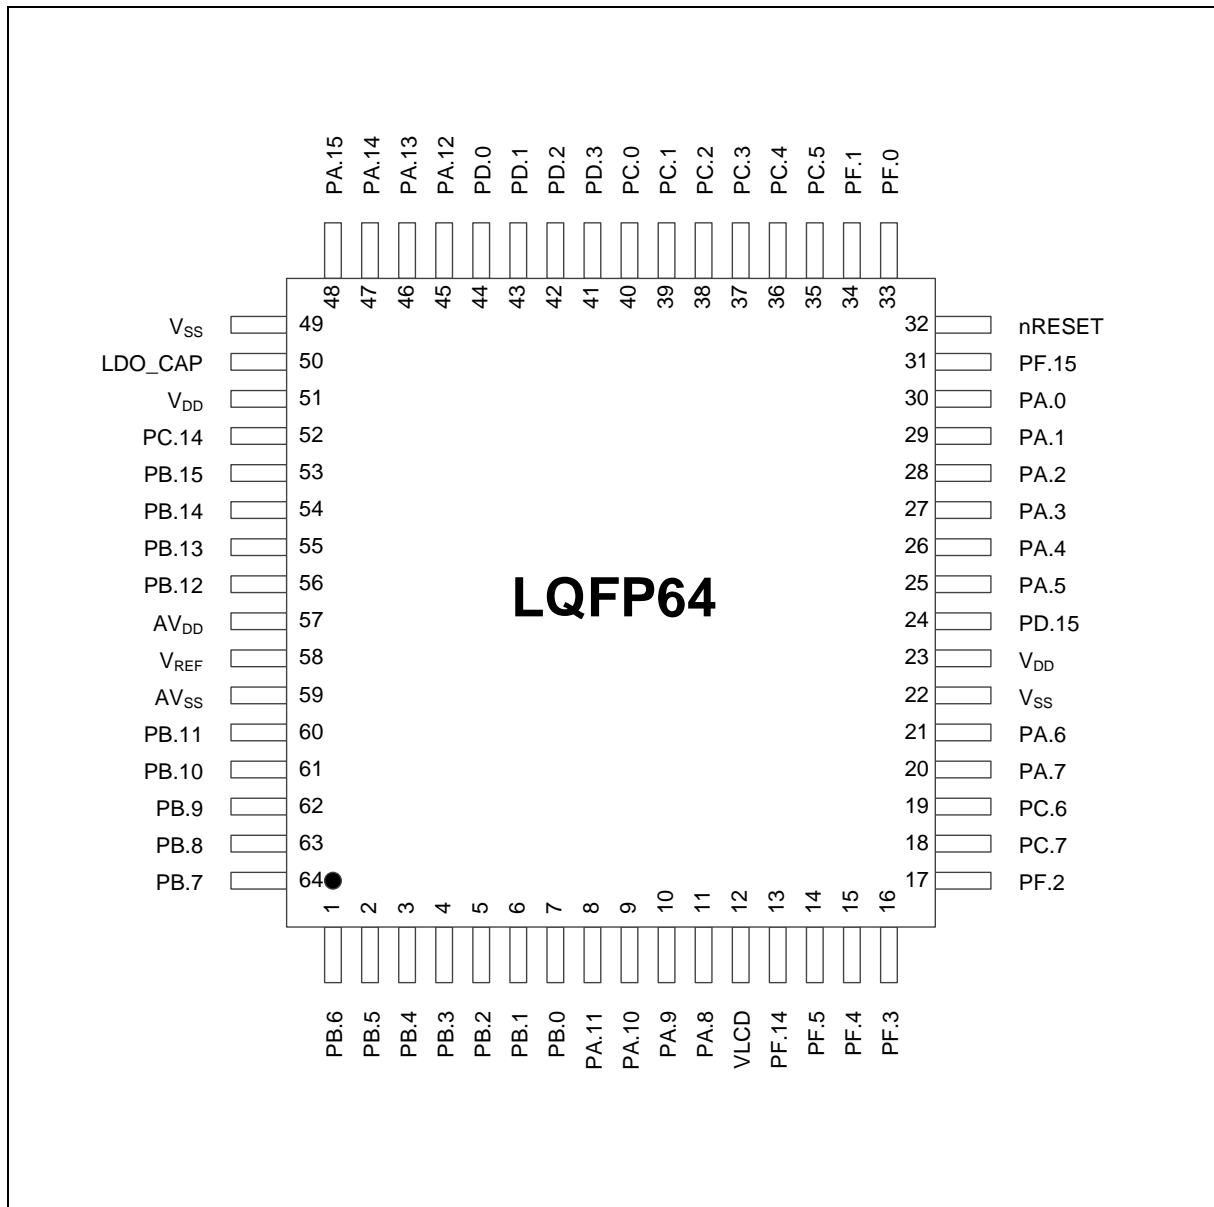 PA.15 PA.14 PA.13 PA.12 PD.0 PD.1 PD.2 PD.3 PC.0 PC.1 PC.2 PC.3 PC.4 PC.5 PF.1 PF.0
48 47 46 45 44 43 42 41 40 39 38 37 36 35 34 33
VSS 49 32 nRESET
LDO_CAP 50 31 PF.15
VDD 51 30 PA.0
PC.14 52 29 PA.1
PB.15 53 28 PA.2
PB.14 54 27 PA.3
PB.13 55 26 PA.4
PB.12 56 25 PA.5
LQFP64
AVDD 57 24 PD.15
VREF 58 23 VDD
AVSS 59 22 VSS
PB.11 60 21 PA.6
PB.10 61 20 PA.7
PB.9 62 19 PC.6
PB.8 63 18 PC.7
PB.7 64 17 PF.2
1 2 3 4 5 6 7 8 9 10 11 12 13 14 15 16
PB.6 PB.5 PB.4 PB.3 PB.2 PB.1 PB.0 PA.11 PA.10 PA.9 PA.8 VLCD PF.14 PF.5 PF.4 PF.3